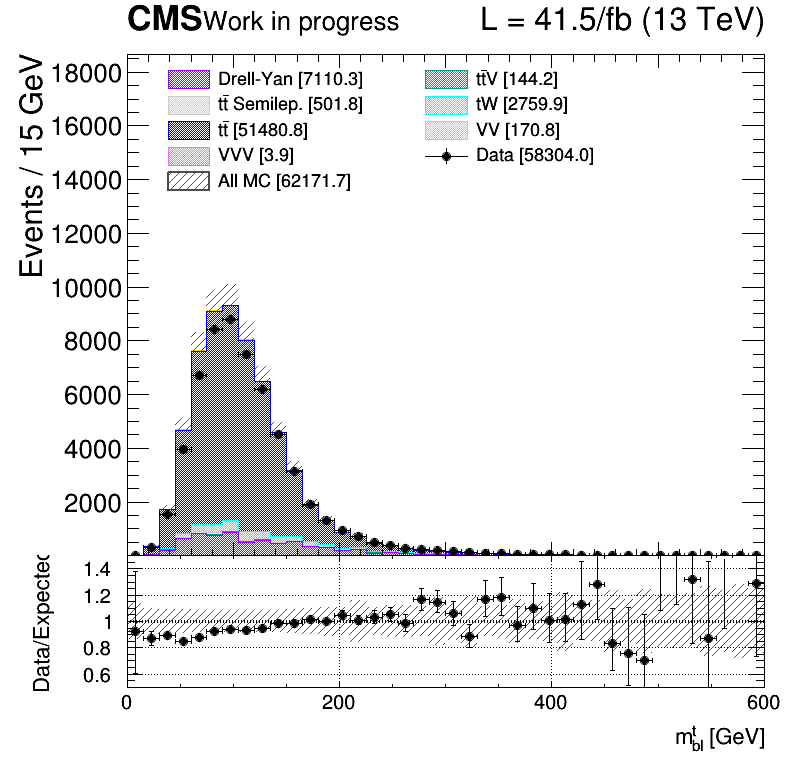 CMS Work in progress L = 41.5/fb (13 TeV)
Events / 15 GeV
18000
16000
14000
12000
10000
8000
6000
4000
2000
Drell-Yan [7110.3]
tt̄ Semilep. [501.8]
tt̄ [51480.8]
VVV [3.9]
All MC [62171.7]
tt̄V [144.2]
tW [2759.9]
VV [170.8]
Data [58304.0]
Data/Expected
1.4
1.2
1
0.8
0.6
0 200 400 600
m^t_bl [GeV]